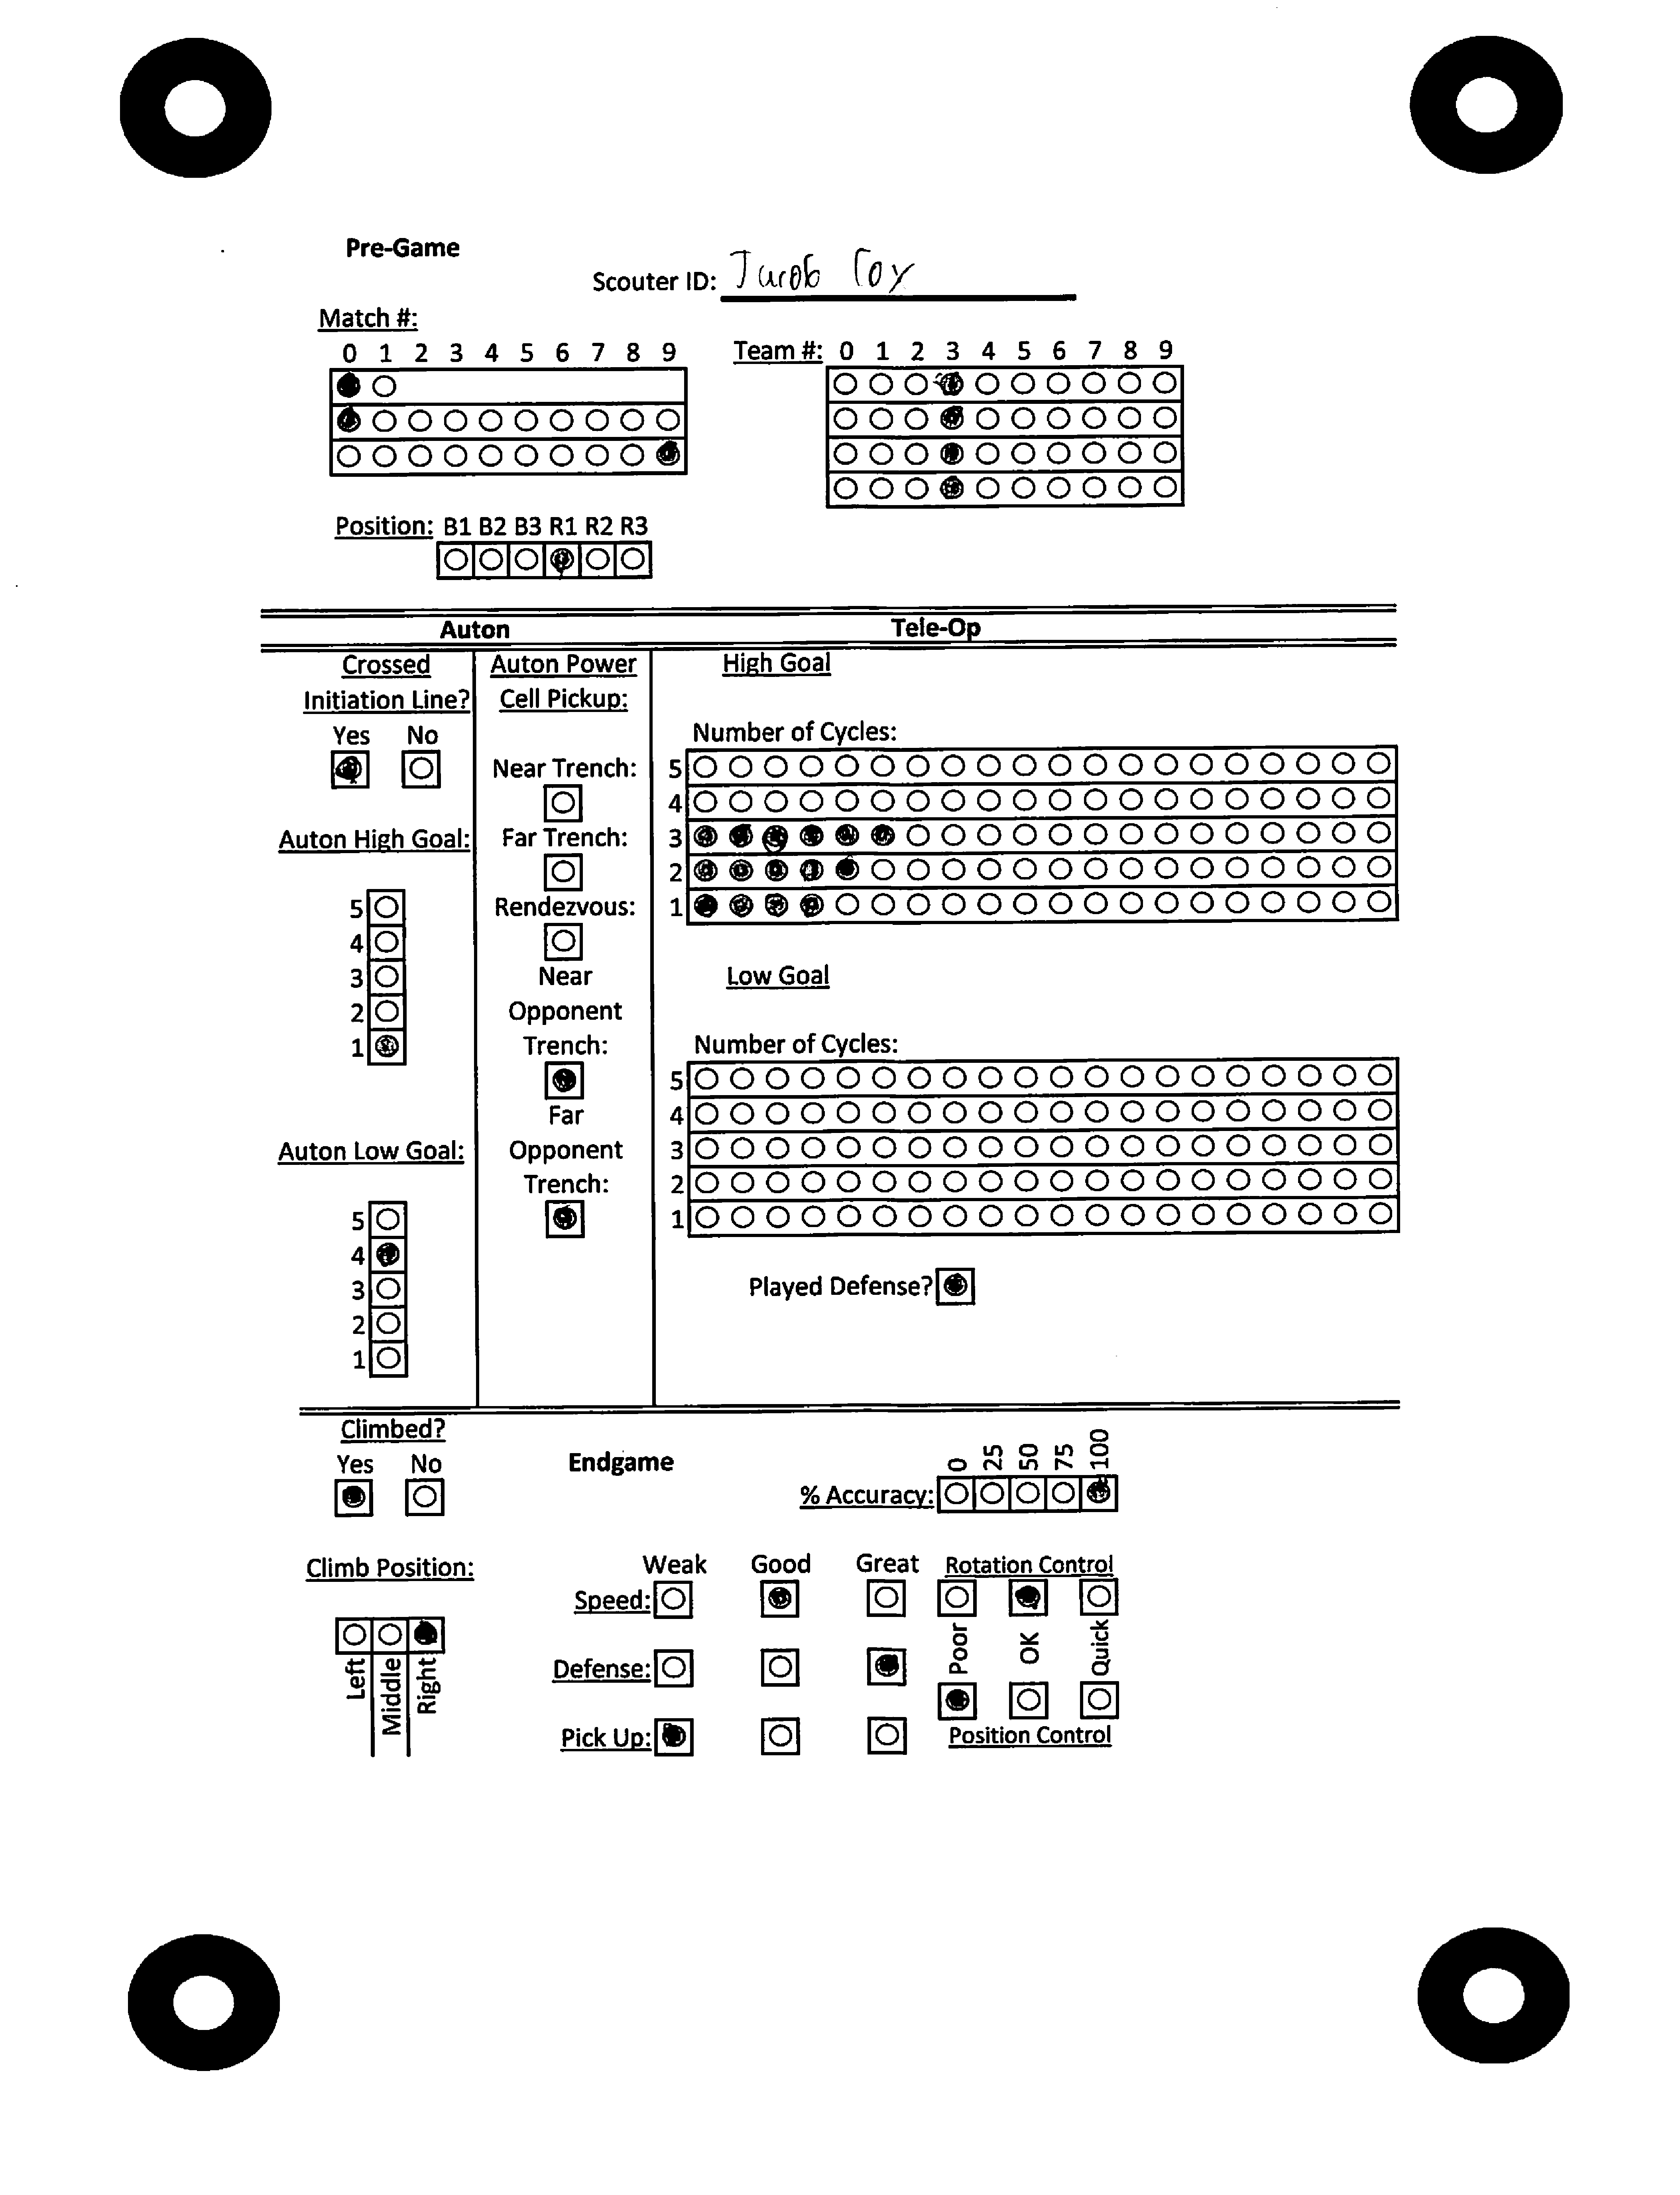 Pre-Game
Scouter ID: Jacob Cox
Match #:
0 1 2 3 4 5 6 7 8 9
Team #: 0 1 2 3 4 5 6 7 8 9
Position: B1 B2 B3 R1 R2 R3
Auton
Tele-Op
Crossed
Initiation Line?
Yes No
Auton High Goal:
5
4
3
2
1
Auton Low Goal:
5
4
3
2
1
Auton Power
Cell Pickup:
Near Trench:
Far Trench:
Rendezvous:
Near
Opponent
Trench:
Far
Opponent
Trench:
High Goal
Number of Cycles:
5
4
3
2
1
Low Goal
Number of Cycles:
5
4
3
2
1
Played Defense?
Climbed?
Yes No
Climb Position:
Left
Middle
Right
Endgame
% Accuracy: 0 25 50 75 100
Weak Good Great
Speed:
Defense:
Pick Up:
Rotation Control
Poor OK Quick
Position Control